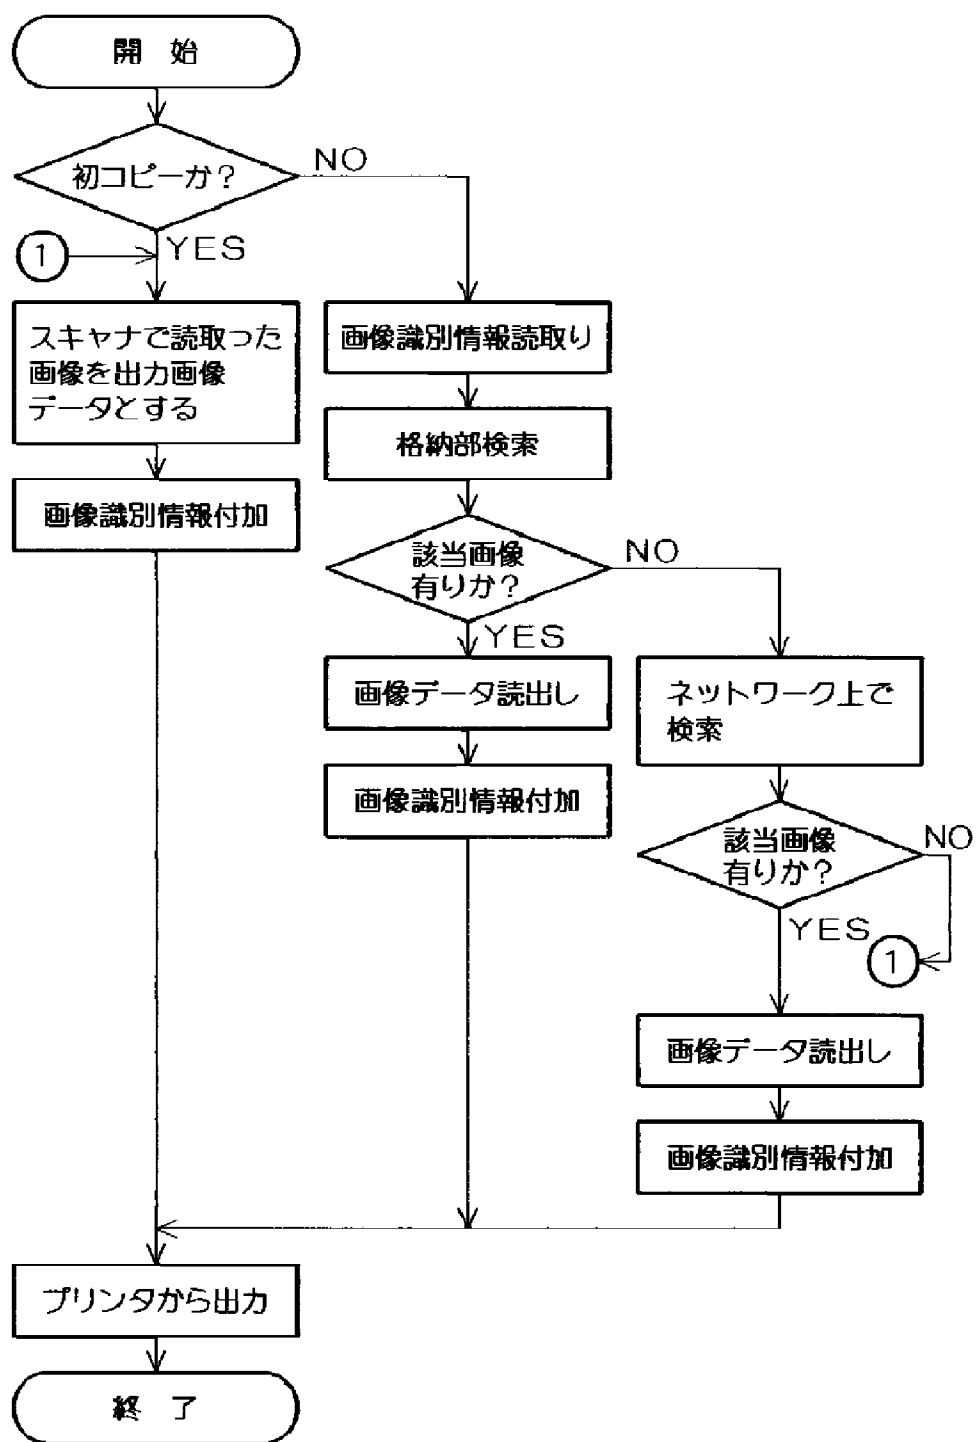 開 始
初コピーか?
NO
①
YES
スキャナで読取った
画像を出力画像
データとする
画像識別情報付加
画像識別情報読取り
格納部検索
該当画像
有りか?
NO
YES
画像データ読出し
画像識別情報付加
ネットワーク上で
検索
該当画像
有りか?
NO
YES
①
画像データ読出し
画像識別情報付加
プリンタから出力
終 了